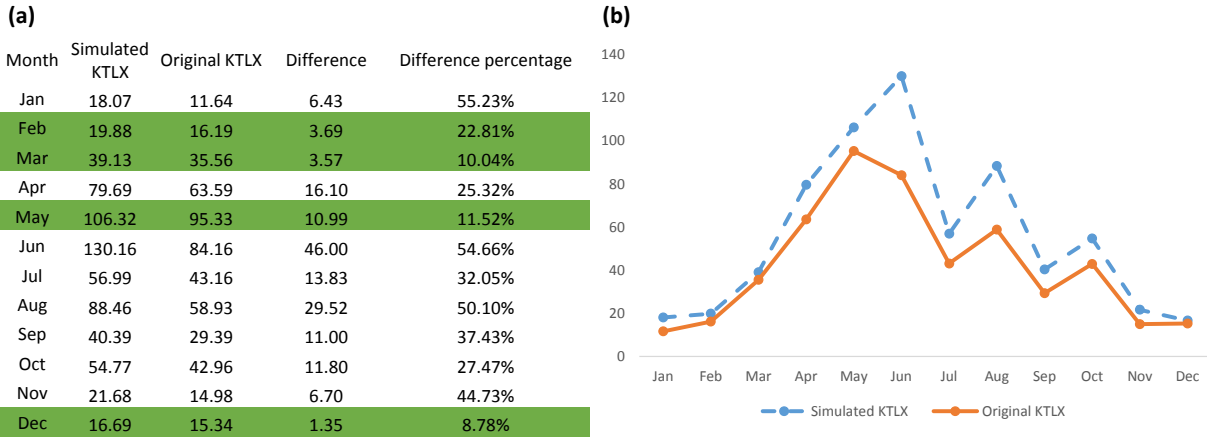 (a)
Month Simulated KTLX Original KTLX Difference Difference percentage
Jan 18.07 11.64 6.43 55.23%
Feb 19.88 16.19 3.69 22.81%
Mar 39.13 35.56 3.57 10.04%
Apr 79.69 63.59 16.10 25.32%
May 106.32 95.33 10.99 11.52%
Jun 130.16 84.16 46.00 54.66%
Jul 56.99 43.16 13.83 32.05%
Aug 88.46 58.93 29.52 50.10%
Sep 40.39 29.39 11.00 37.43%
Oct 54.77 42.96 11.80 27.47%
Nov 21.68 14.98 6.70 44.73%
Dec 16.69 15.34 1.35 8.78%
(b)
140
120
100
80
60
40
20
0
Jan Feb Mar Apr May Jun Jul Aug Sep Oct Nov Dec
Simulated KTLX Original KTLX